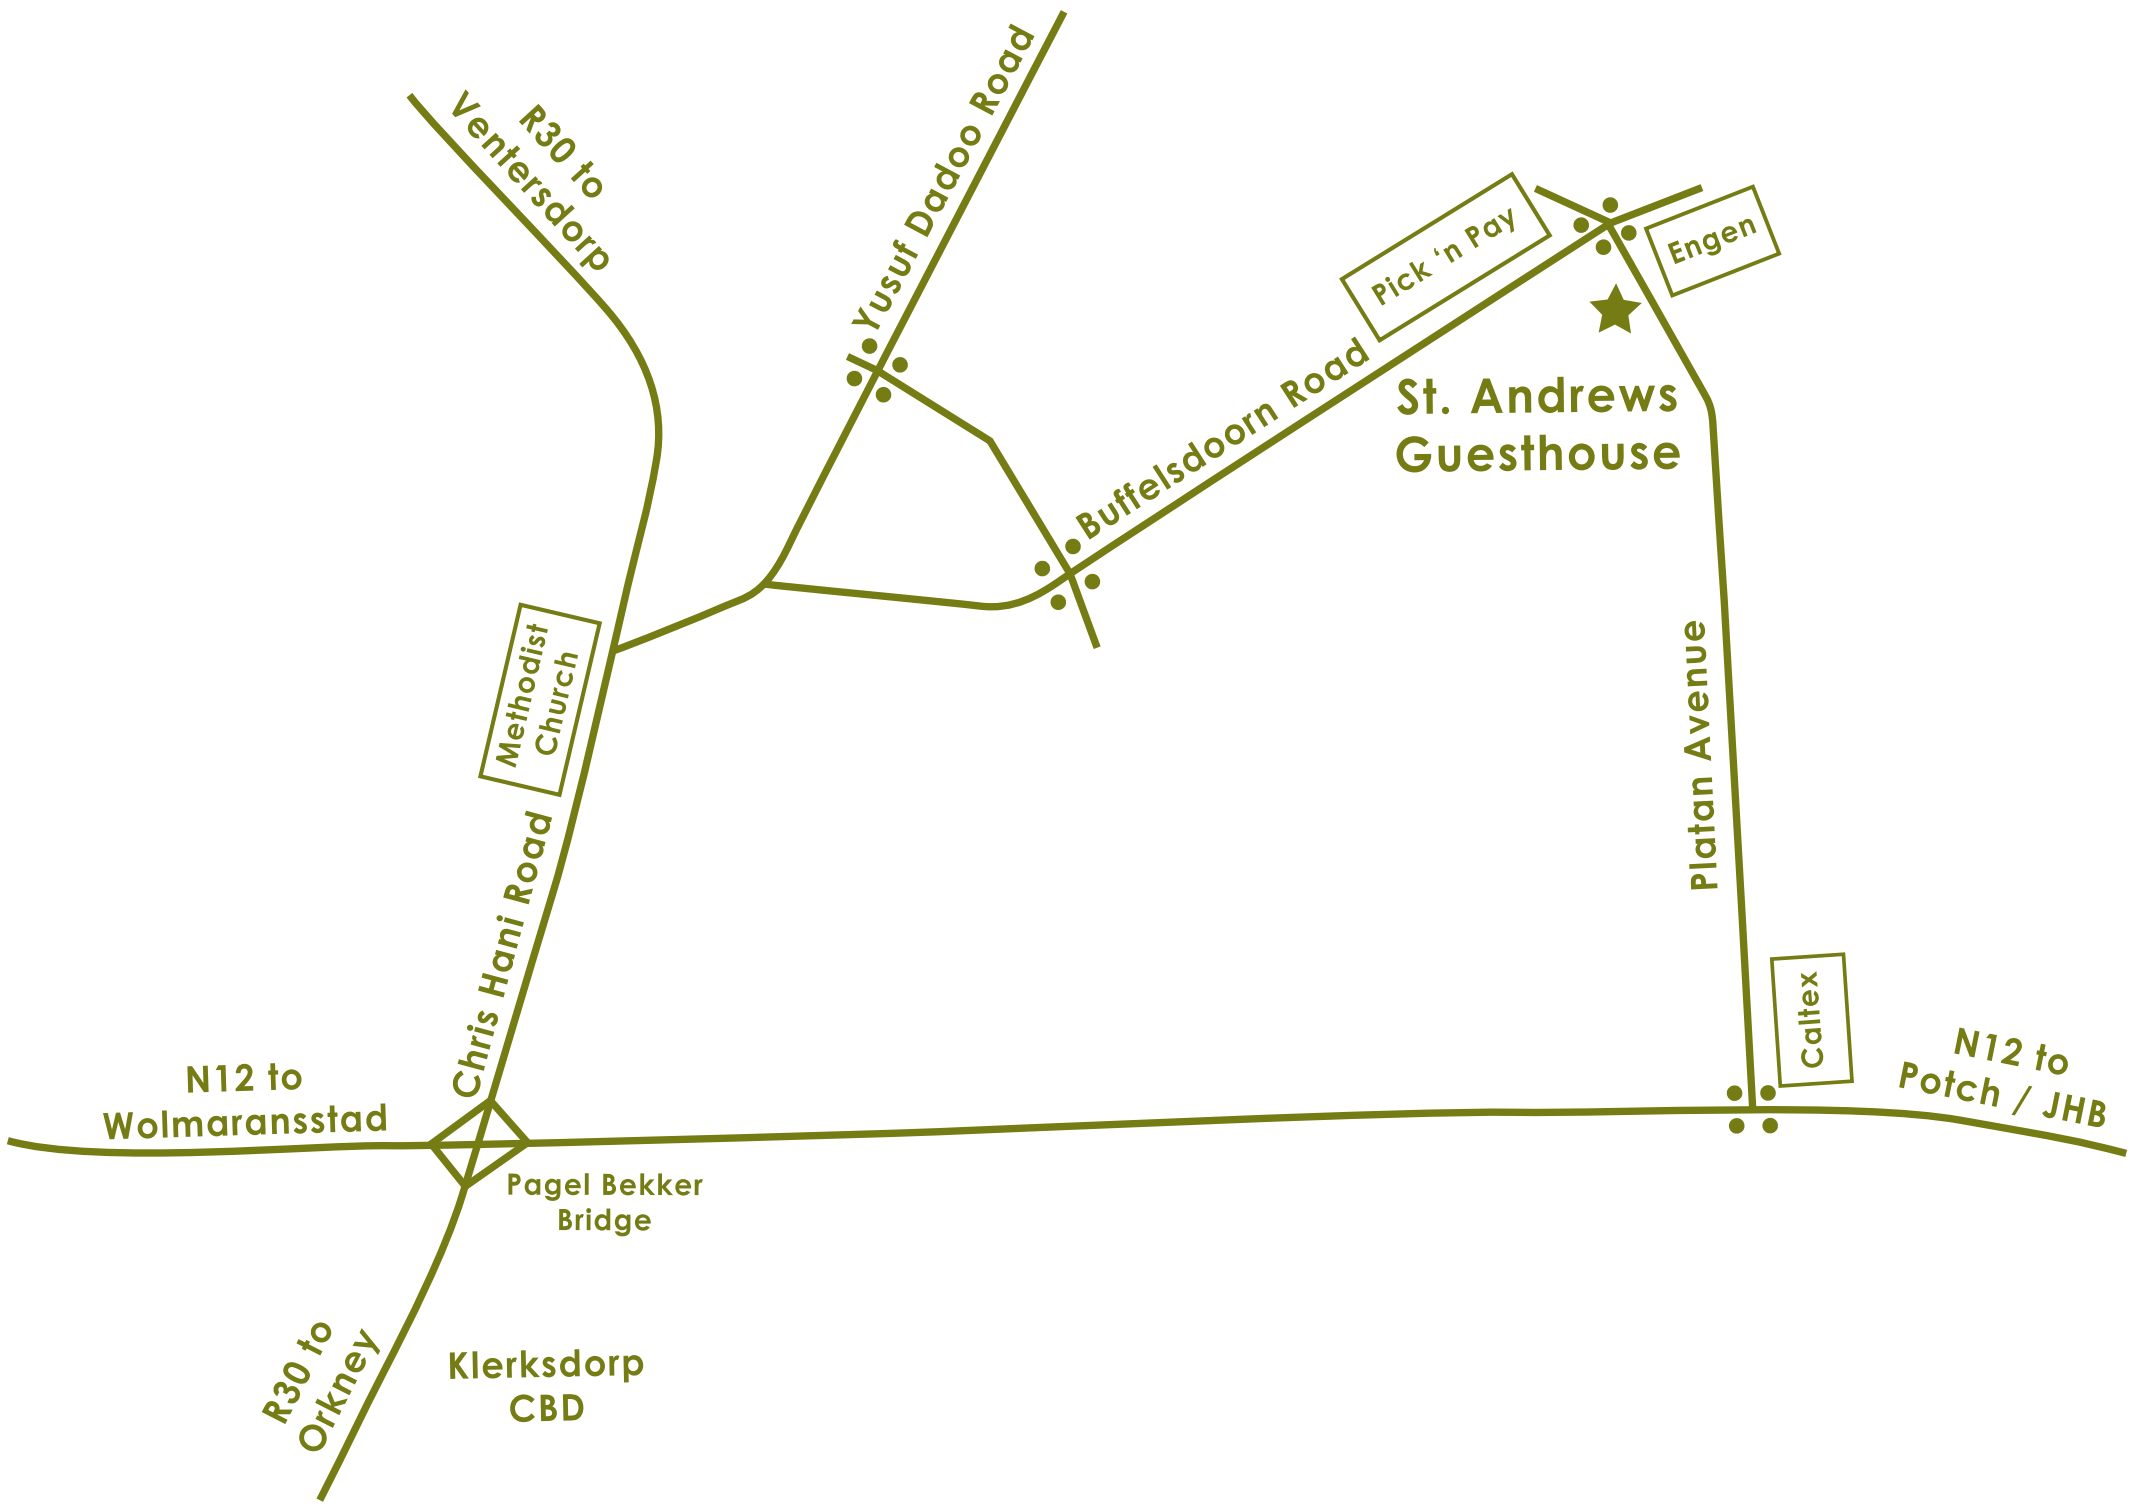 R30 to
Ventersdorp
Yusuf Dadoo Road
Pick ‘n Pay
Engen
Buffelsdoorn Road
St. Andrews
Guesthouse
Methodist
Church
Platan Avenue
Chris Hani Road
Caltex
N12 to
Wolmaransstad
N12 to
Potch / JHB
Pagel Bekker
Bridge
R30 to
Orkney
Klerksdorp
CBD